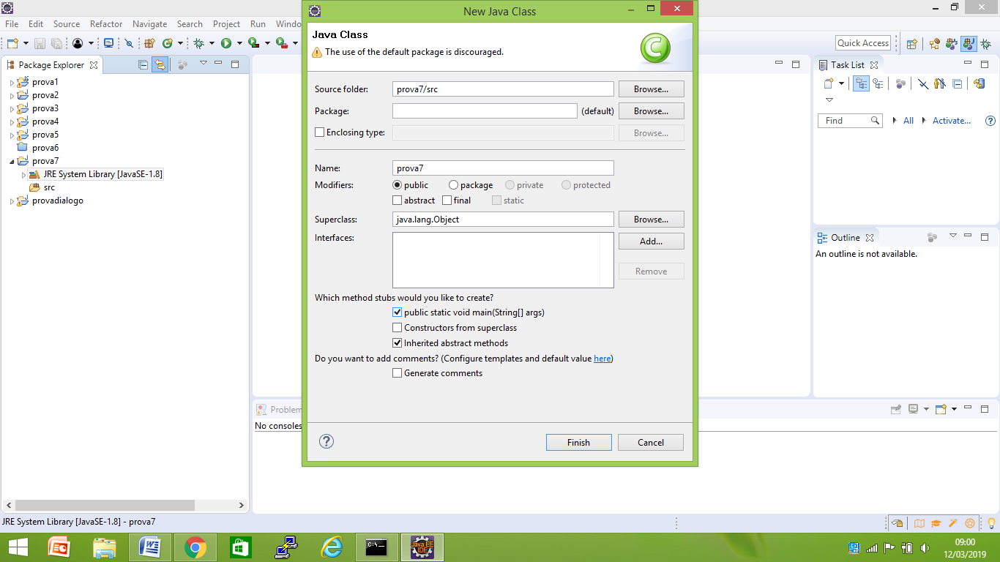 New Java Class
File Edit Source Refactor Navigate Search Project Run Windo
Quick Access
Package Explorer
prova1
prova2
prova3
prova4
prova5
prova6
prova7
JRE System Library [JavaSE-1.8]
src
provadialogo
Java Class
The use of the default package is discouraged.
Source folder: prova7/src Browse...
Package: (default) Browse...
Enclosing type: Browse...
Name: prova7
Modifiers: public package private protected
abstract final static
Superclass: java.lang.Object Browse...
Interfaces: Add...
Remove
Which method stubs would you like to create?
public static void main(String[] args)
Constructors from superclass
Inherited abstract methods
Do you want to add comments? (Configure templates and default value here)
Generate comments
Finish Cancel
Task List
Find All Activate...
Outline
An outline is not available.
Problem
No consoles
JRE System Library [JavaSE-1.8] - prova7
Java EE
IDE
09:00
12/03/2019